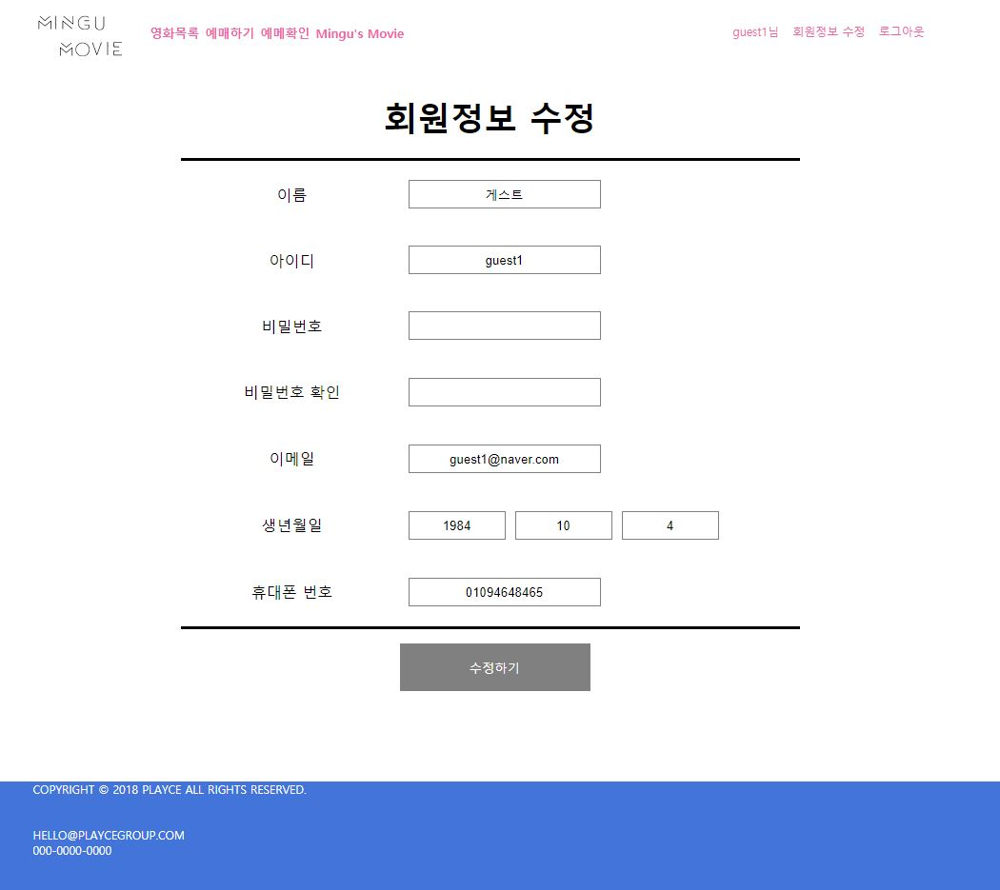 MINGU
MOVIE
영화목록 예매하기 예메확인 Mingu's Movie
guest1님 회원정보 수정 로그아웃
회원정보 수정
이름 게스트
아이디 guest1
비밀번호
비밀번호 확인
이메일 guest1@naver.com
생년월일 1984 10 4
휴대폰 번호 01094648465
수정하기
COPYRIGHT © 2018 PLAYCE ALL RIGHTS RESERVED.
HELLO@PLAYCEGROUP.COM
000-0000-0000